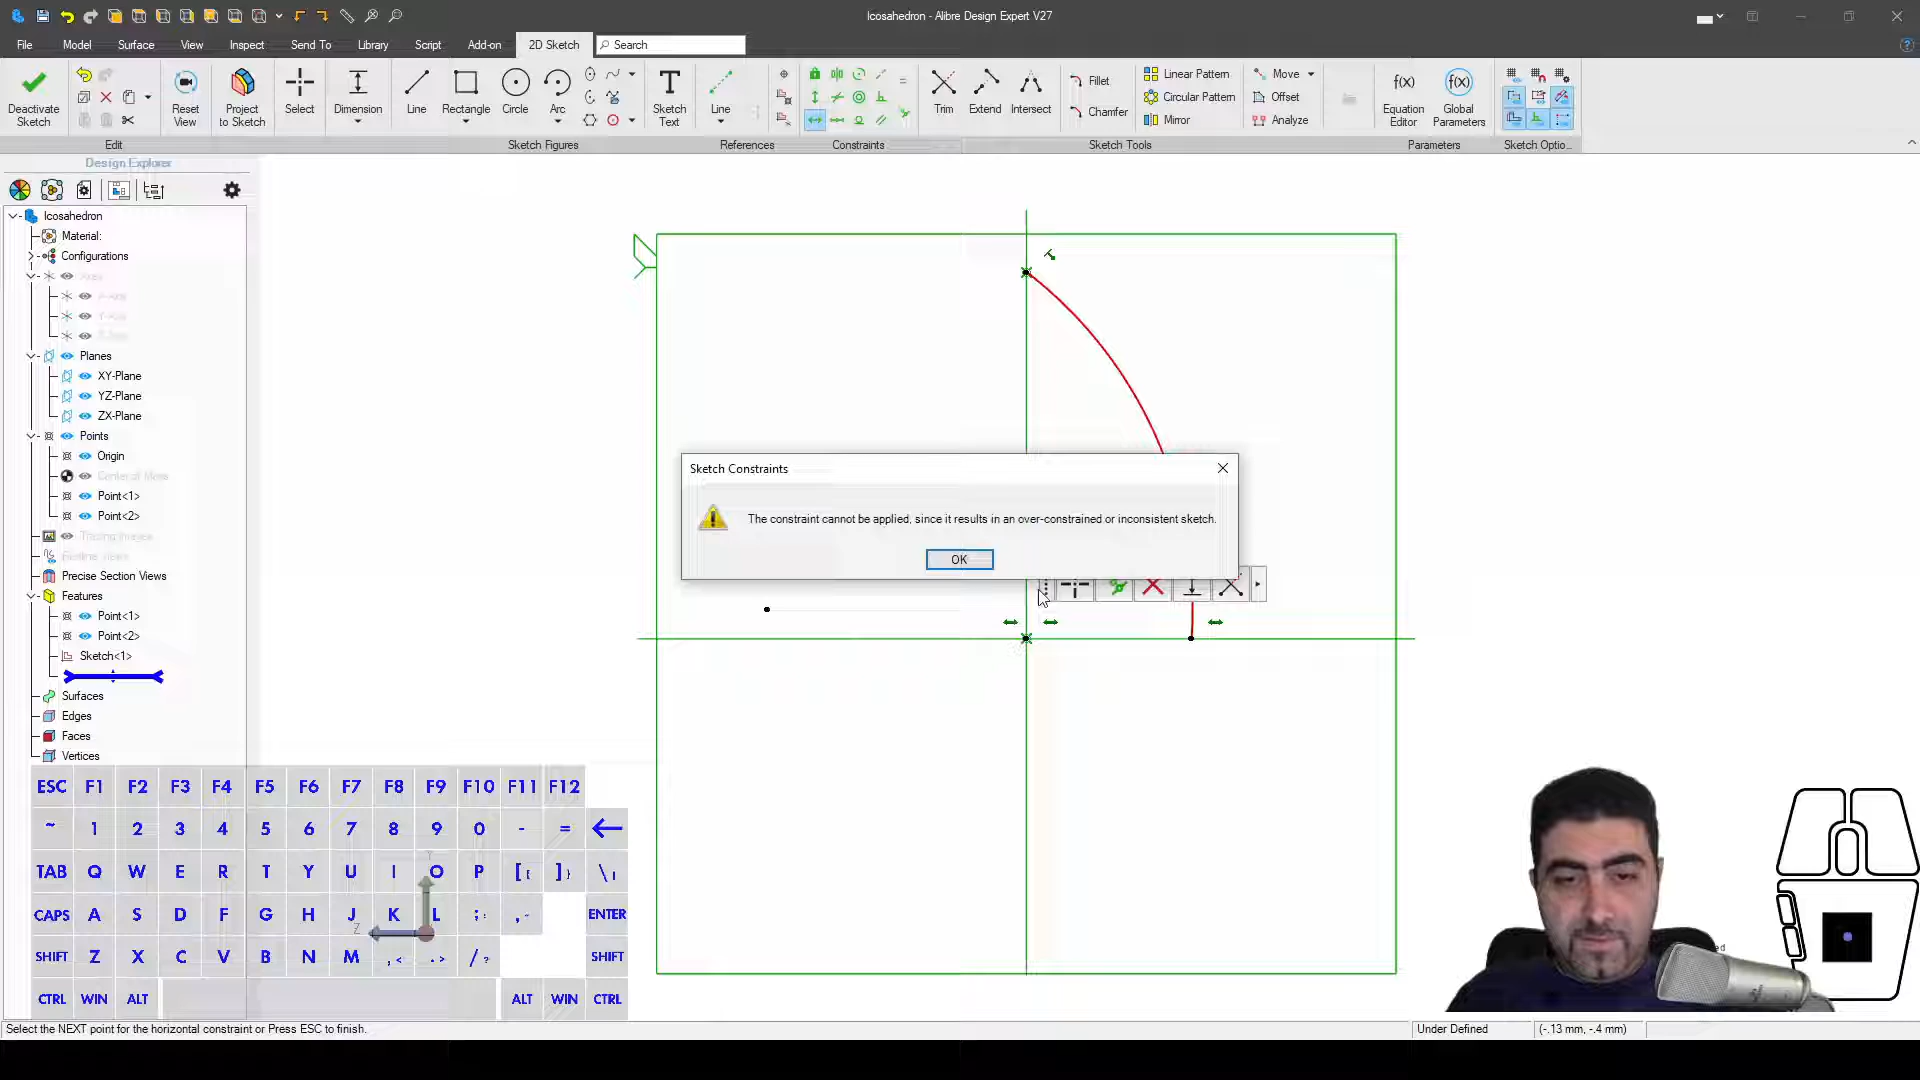 Icosahedron - Alibre Design Expert V27
File
Model
Surface
View
Inspect
Send To
Library
Script
Add-on
2D Sketch
Search
Deactivate
Sketch
Reset
View
Project
to Sketch
Select
Dimension
Line
Rectangle
Circle
Arc
Sketch
Text
Line
Trim
Extend
Intersect
Fillet
Chamfer
Linear Pattern
Circular Pattern
Mirror
Move
Offset
Analyze
f(x)
Equation
Editor
f(x)
Global
Parameters
Edit
Sketch Figures
References
Constraints
Sketch Tools
Parameters
Sketch Optio...
Design Explorer
Icosahedron
Material:
Configurations
Axes
Planes
XY-Plane
YZ-Plane
ZX-Plane
Points
Origin
Center of Mass
Point<1>
Point<2>
Precise Section Views
Features
Point<1>
Point<2>
Sketch<1>
Surfaces
Edges
Faces
Vertices
Sketch Constraints
The constraint cannot be applied, since it results in an over-constrained or inconsistent sketch.
OK
ESC F1 F2 F3 F4 F5 F6 F7 F8 F9 F10 F11 F12
~ 1 2 3 4 5 6 7 8 9 0 - =
TAB Q W E R T Y U I O P [{ ]} \|
CAPS A S D F G H J K L ;: ,~ ENTER
SHIFT Z X C V B N M ,< .> /? SHIFT
CTRL WIN ALT ALT WIN CTRL
Z
Select the NEXT point for the horizontal constraint or Press ESC to finish.
Under Defined
(-.13 mm, -.4 mm)